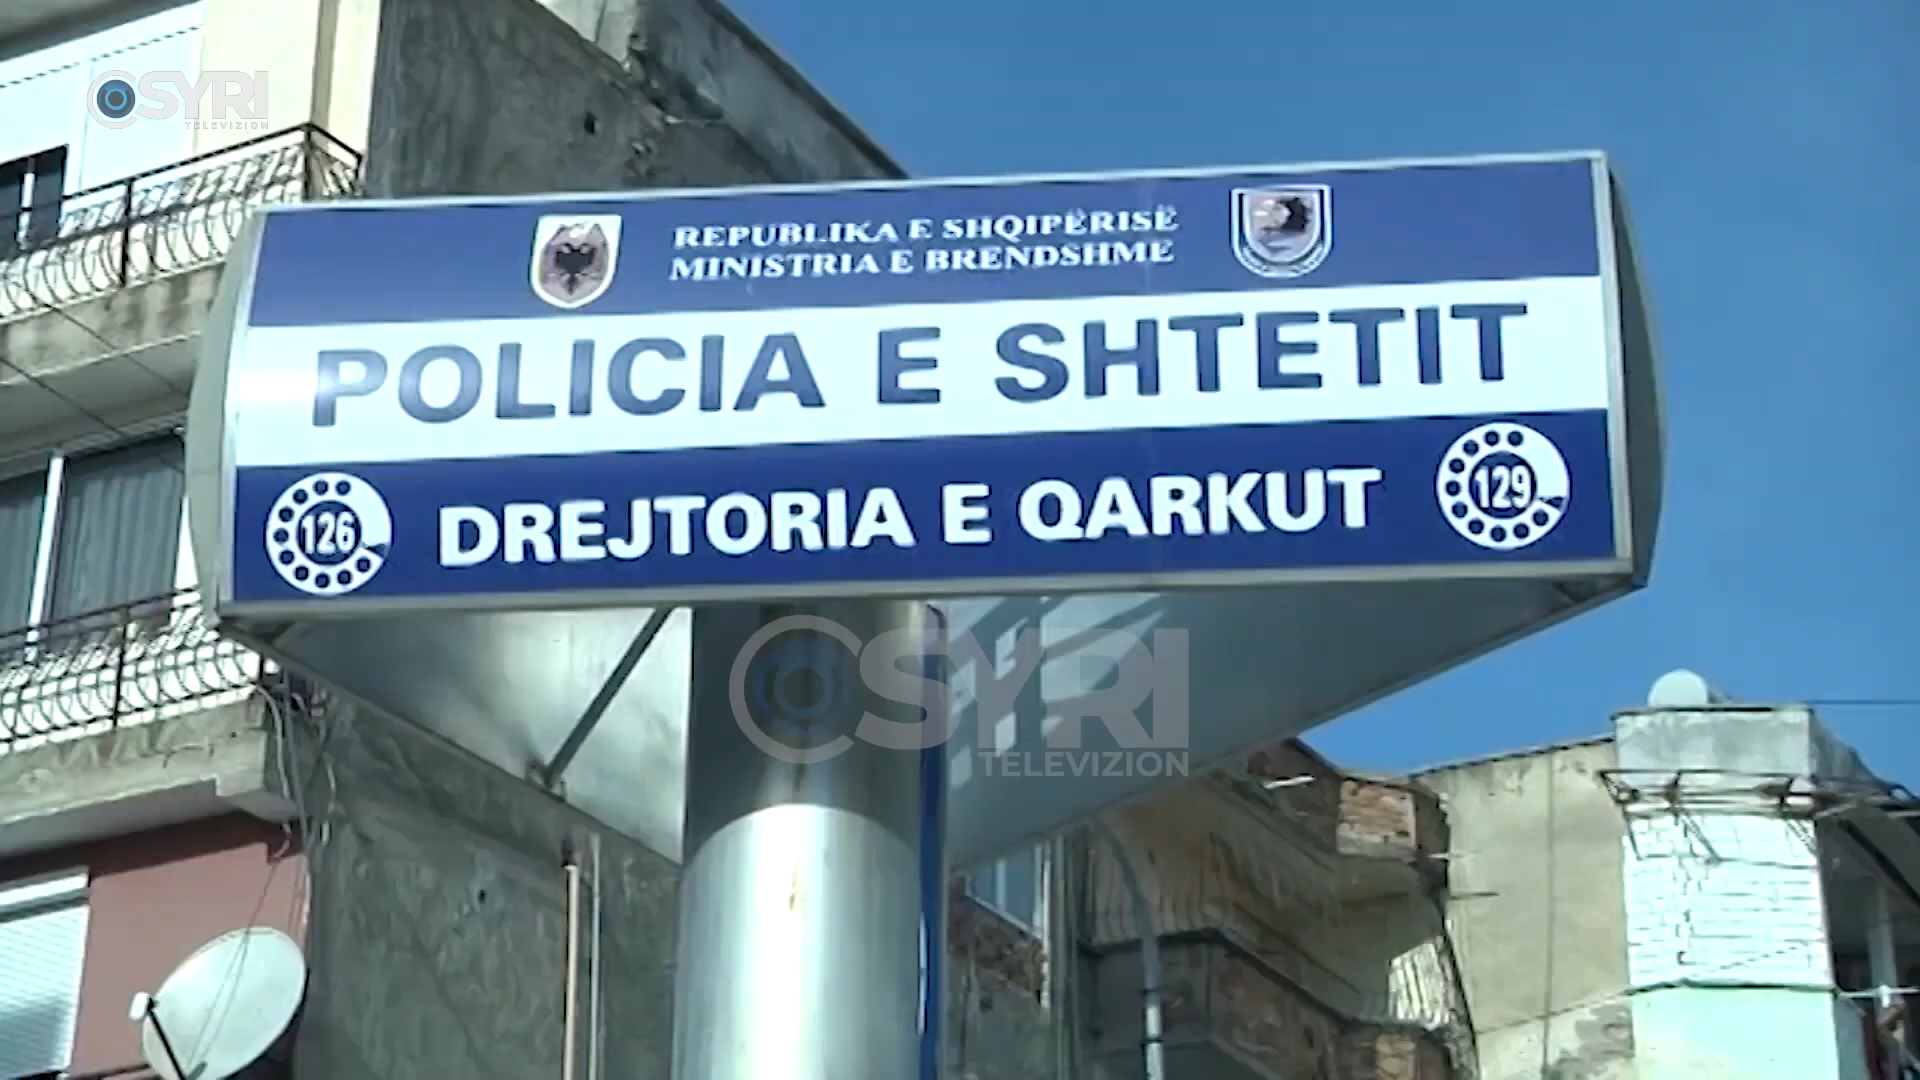 SYRI
TELEVIZION
REPUBLIKA E SHQIPËRISË
MINISTRIA E BRENDSHME
POLICIA E SHTETIT
126 DREJTORIA E QARKUT 129
SYRI
TELEVIZION